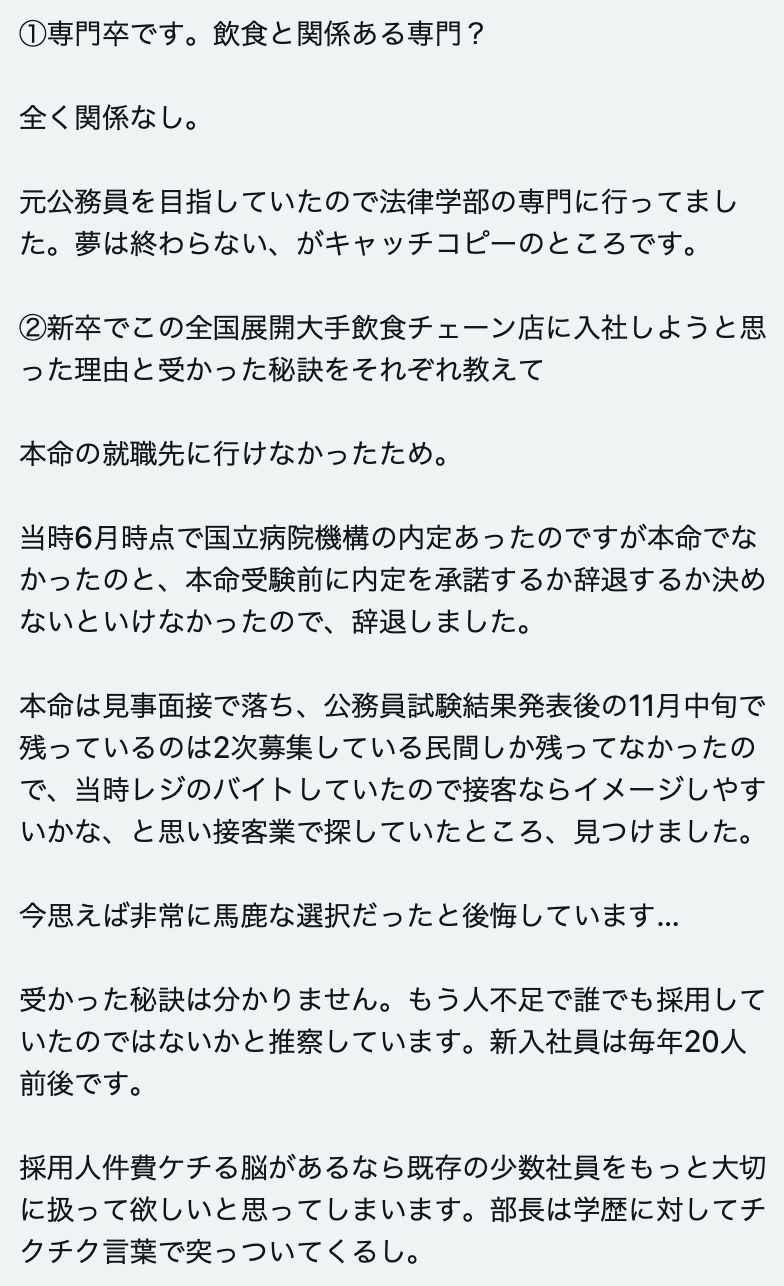 ①専門卒です。飲食と関係ある専門？
全く関係なし。
元公務員を目指していたので法律学部の専門に行ってまし
た。夢は終わらない、がキャッチコピーのところです。
②新卒でこの全国展開大手飲食チェーン店に入社しようと思
った理由と受かった秘訣をそれぞれ教えて
本命の就職先に行けなかったため。
当時6月時点で国立病院機構の内定あったのですが本命でな
かったのと、本命受験前に内定を承諾するか辞退するか決め
ないといけなかったので、辞退しました。
本命は見事面接で落ち、公務員試験結果発表後の11月中旬で
残っているのは2次募集している民間しか残ってなかったの
で、当時レジのバイトしていたので接客ならイメージしやす
いかな、と思い接客業で探していたところ、見つけました。
今思えば非常に馬鹿な選択だったと後悔しています...
受かった秘訣は分かりません。もう人不足で誰でも採用して
いたのではないかと推察しています。新入社員は毎年20人
前後です。
採用人件費ケチる脳があるなら既存の少数社員をもっと大切
に扱って欲しいと思ってしまいます。部長は学歴に対してチ
クチク言葉で突っついてくるし。